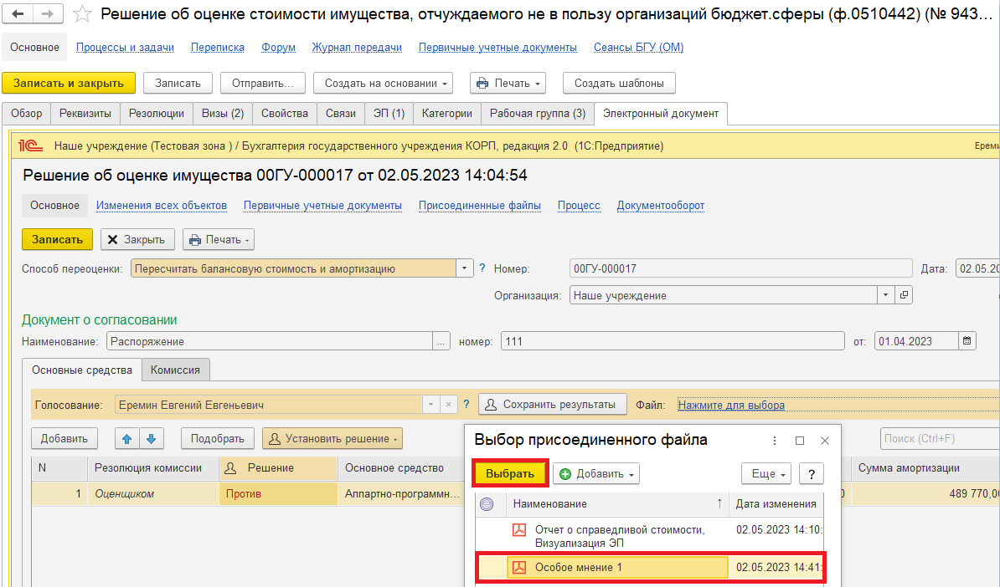 Решение об оценке стоимости имущества, отчуждаемого не в пользу организаций бюджет.сферы (ф.0510442) (№ 943...
Основное Процессы и задачи Переписка Форум Журнал передачи Первичные учетные документы Сеансы БГУ (ОМ)
Записать и закрыть Записать Отправить... Создать на основании Печать Создать шаблоны
Обзор Реквизиты Резолюции Визы (2) Свойства Связи ЭП (1) Категории Рабочая группа (3) Электронный документ
1С Наше учреждение (Тестовая зона ) / Бухгалтерия государственного учреждения КОРП, редакция 2.0 (1С:Предприятие) Ереми
Решение об оценке имущества 00ГУ-000017 от 02.05.2023 14:04:54
Основное Изменения всех объектов Первичные учетные документы Присоединенные файлы Процесс Документооборот
Записать Закрыть Печать
Способ переоценки: Пересчитать балансовую стоимость и амортизацию ? Номер: 00ГУ-000017 Дата: 02.05.20
Организация: Наше учреждение
Документ о согласовании
Наименование: Распоряжение ... номер: 111 от: 01.04.2023
Основные средства Комиссия
Голосование: Еремин Евгений Евгеньевич × ? Сохранить результаты Файл: Нажмите для выбора
Добавить Подобрать Установить решение Поиск (Ctrl+F)
N Резолюция комиссии Решение Основное средство Сумма амортизации
1 Оценщиком Против Аппартно-программн... 489 770,00
Выбор присоединенного файла
Выбрать Добавить Еще ?
Наименование ↑ Дата изменения
Отчет о справедливой стоимости, 02.05.2023 14:10:
Визуализация ЭП
Особое мнение 1 02.05.2023 14:41: